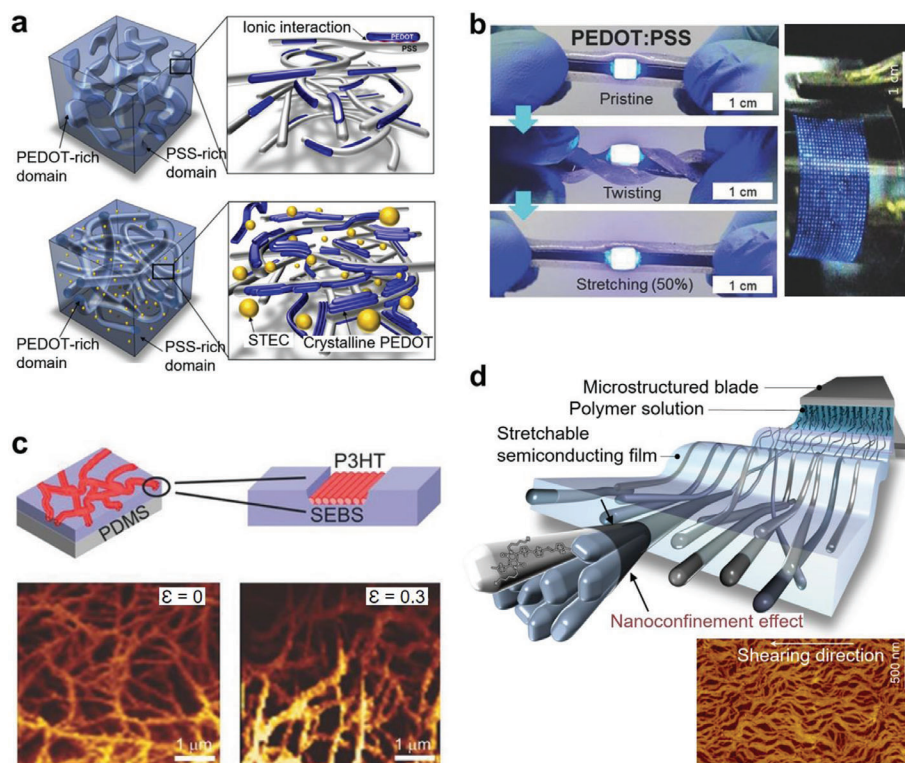 a
Ionic interaction
PEDOT
PSS
PEDOT-rich
domain
PSS-rich
domain
PEDOT-rich
domain
PSS-rich
domain
STEC
Crystalline PEDOT
b
PEDOT:PSS
Pristine
1 cm
Twisting
1 cm
Stretching (50%)
1 cm
1 cm
c
PDMS
P3HT
SEBS
Ɛ = 0
1 μm
Ɛ = 0.3
1 μm
d
Microstructured blade
Polymer solution
Stretchable
semiconducting film
Nanoconfinement effect
Shearing direction
500 nm